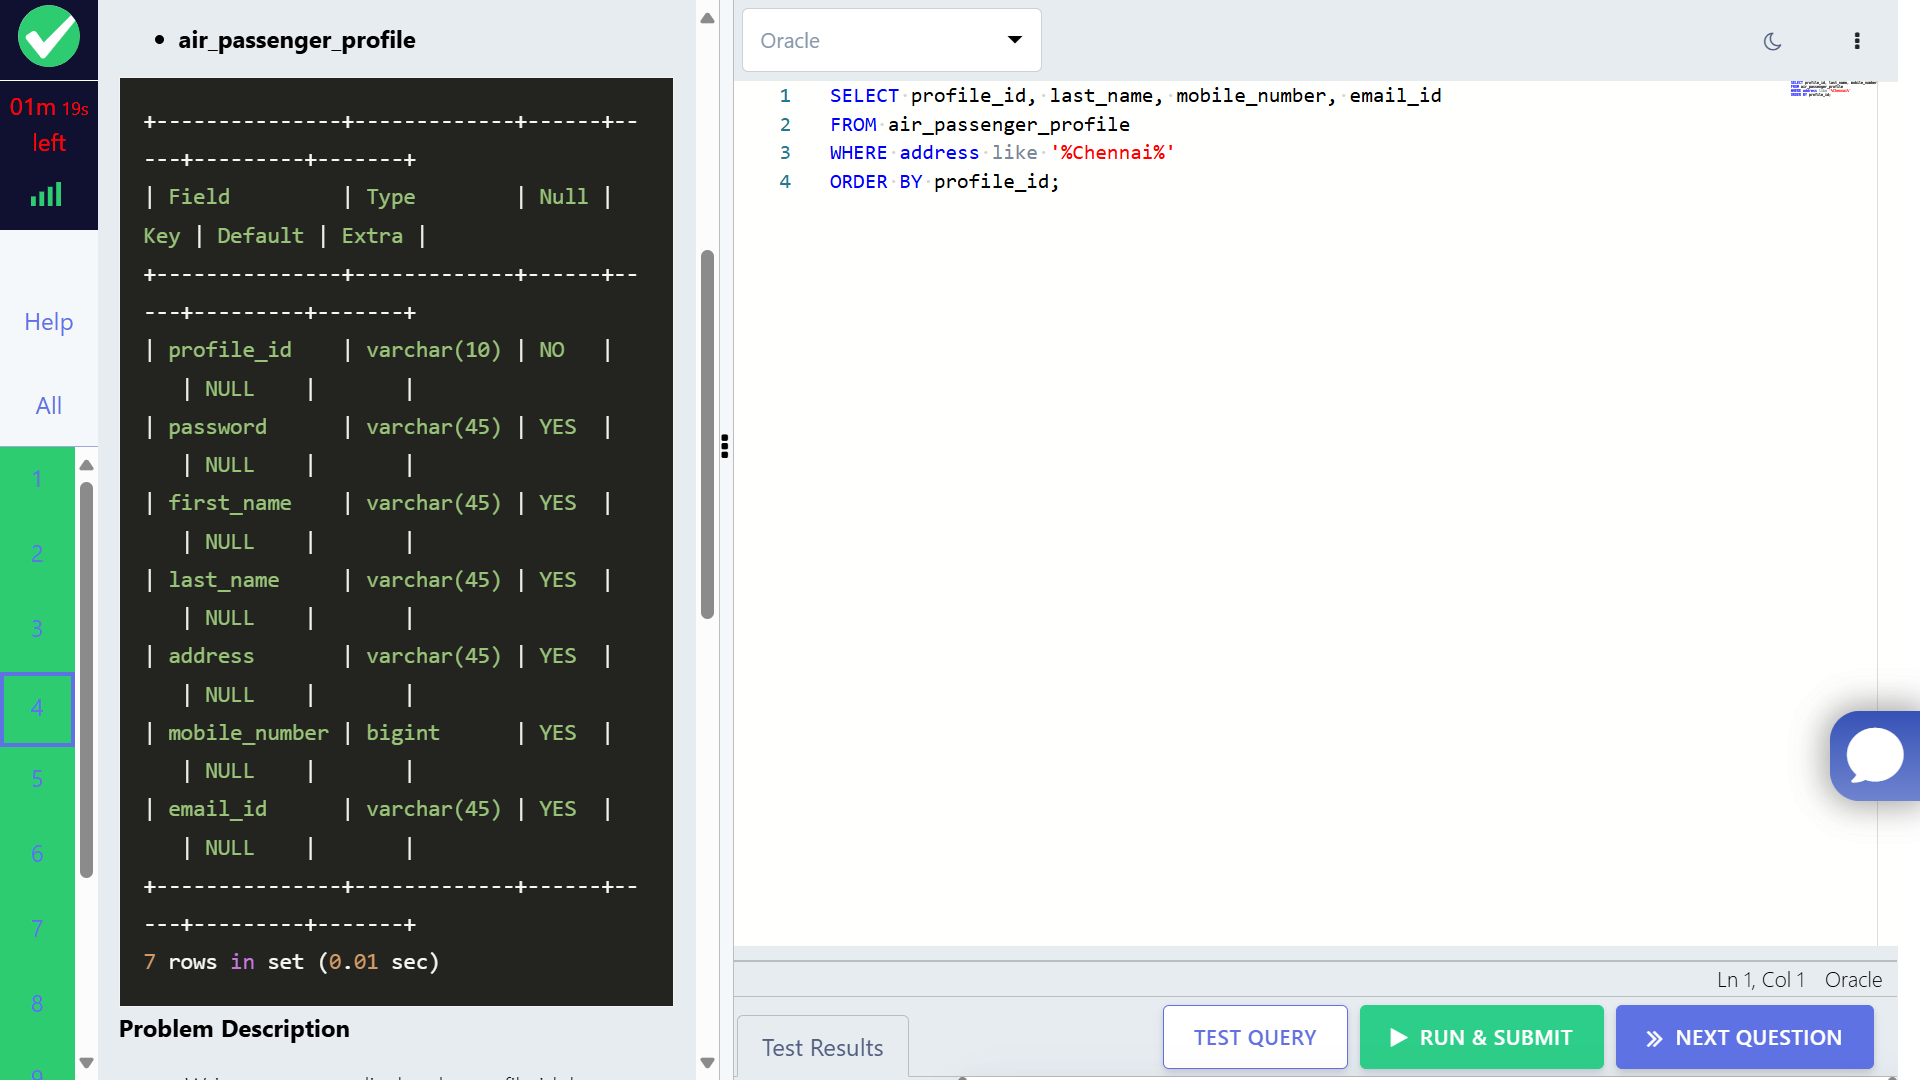 01m 19s
left
Help
All
1
2
3
4
5
6
7
8
9
air_passenger_profile
+---------------+-------------+------+--
---+---------+-------+
| Field         | Type        | Null |
Key | Default | Extra |
+---------------+-------------+------+--
---+---------+-------+
| profile_id    | varchar(10) | NO   |
   | NULL    |       |
| password      | varchar(45) | YES  |
   | NULL    |       |
| first_name    | varchar(45) | YES  |
   | NULL    |       |
| last_name     | varchar(45) | YES  |
   | NULL    |       |
| address       | varchar(45) | YES  |
   | NULL    |       |
| mobile_number | bigint      | YES  |
   | NULL    |       |
| email_id      | varchar(45) | YES  |
   | NULL    |       |
+---------------+-------------+------+--
---+---------+-------+
7 rows in set (0.01 sec)
Problem Description
Oracle
1 SELECT profile_id, last_name, mobile_number, email_id
2 FROM air_passenger_profile
3 WHERE address like '%Chennai%'
4 ORDER BY profile_id;
Ln 1, Col 1 Oracle
Test Results
TEST QUERY
RUN & SUBMIT
NEXT QUESTION